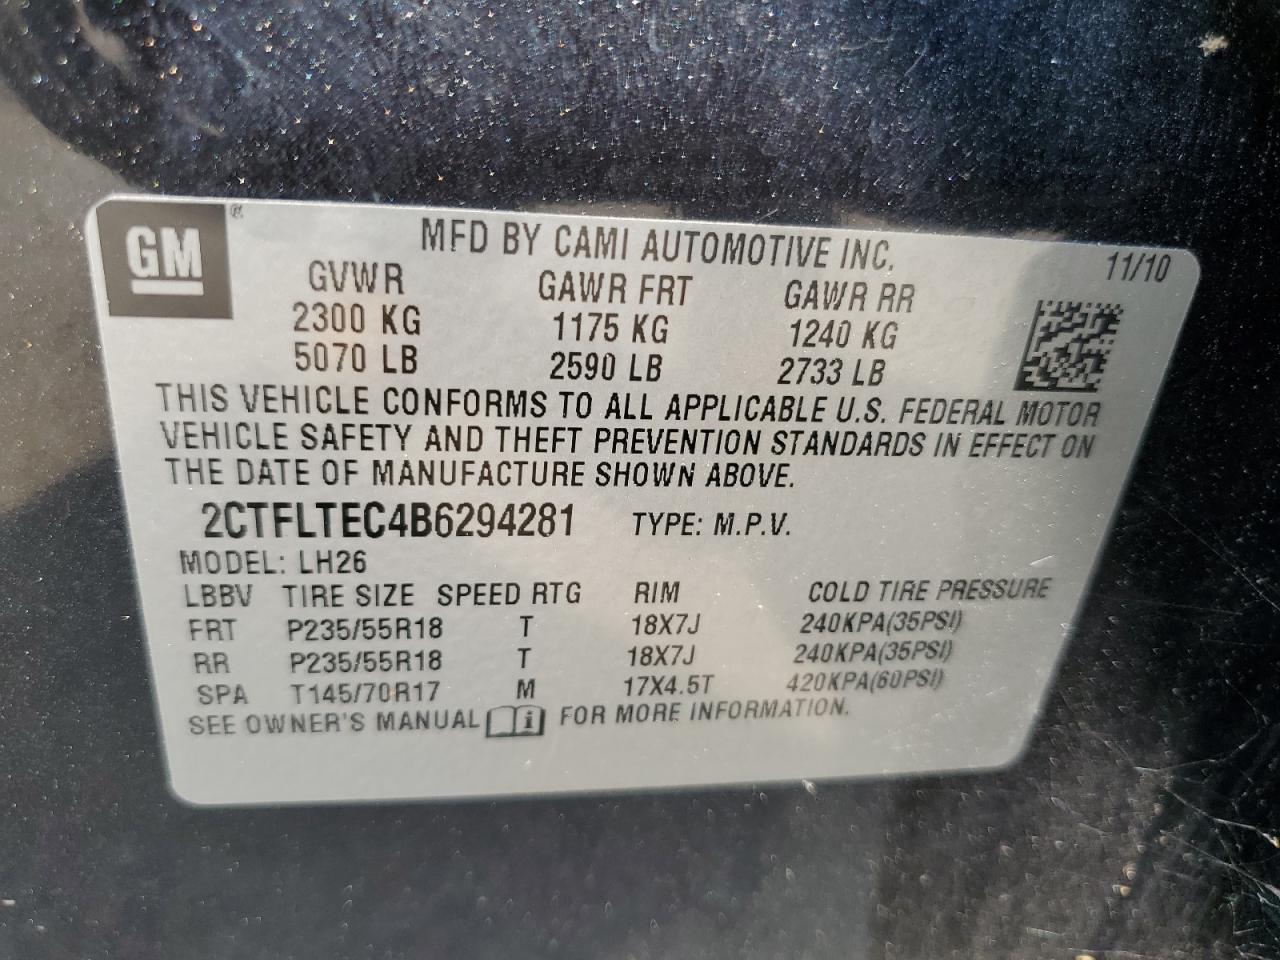 GM ®
MFD BY CAMI AUTOMOTIVE INC. 11/10
GVWR GAWR FRT GAWR RR
2300 KG 1175 KG 1240 KG
5070 LB 2590 LB 2733 LB
THIS VEHICLE CONFORMS TO ALL APPLICABLE U.S. FEDERAL MOTOR
VEHICLE SAFETY AND THEFT PREVENTION STANDARDS IN EFFECT ON
THE DATE OF MANUFACTURE SHOWN ABOVE.
2CTFLTEC4B6294281 TYPE: M.P.V.
MODEL: LH26
LBBV TIRE SIZE SPEED RTG RIM COLD TIRE PRESSURE
FRT P235/55R18 T 18X7J 240KPA(35PSI)
RR P235/55R18 T 18X7J 240KPA(35PSI)
SPA T145/70R17 M 17X4.5T 420KPA(60PSI)
SEE OWNER'S MANUAL i FOR MORE INFORMATION.